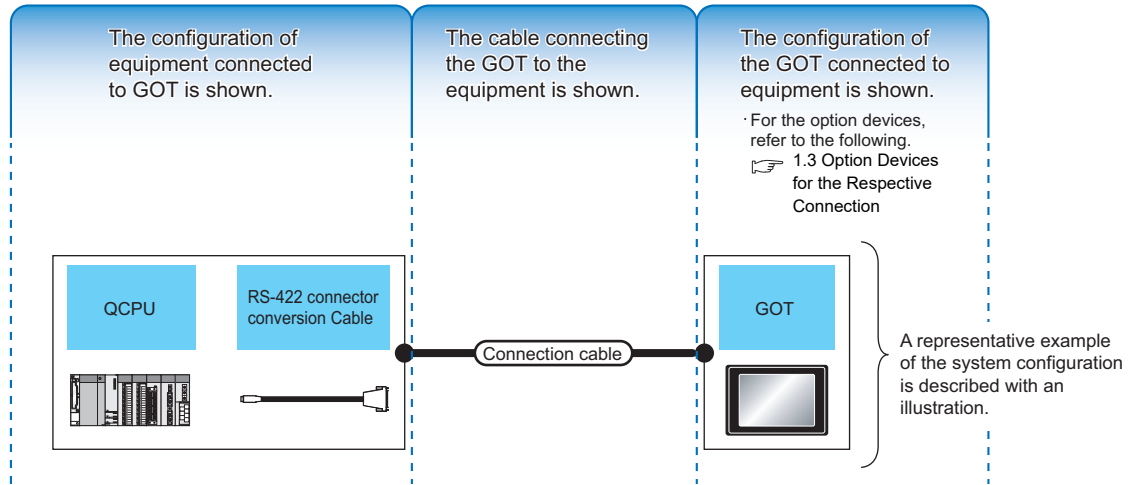 The configuration of
equipment connected
to GOT is shown.
The cable connecting
the GOT to the
equipment is shown.
The configuration of
the GOT connected to
equipment is shown.
· For the option devices,
refer to the following.
☞ 1.3 Option Devices
for the Respective
Connection
QCPU
RS-422 connector
conversion Cable
Connection cable
GOT
A representative example
of the system configuration
is described with an
illustration.